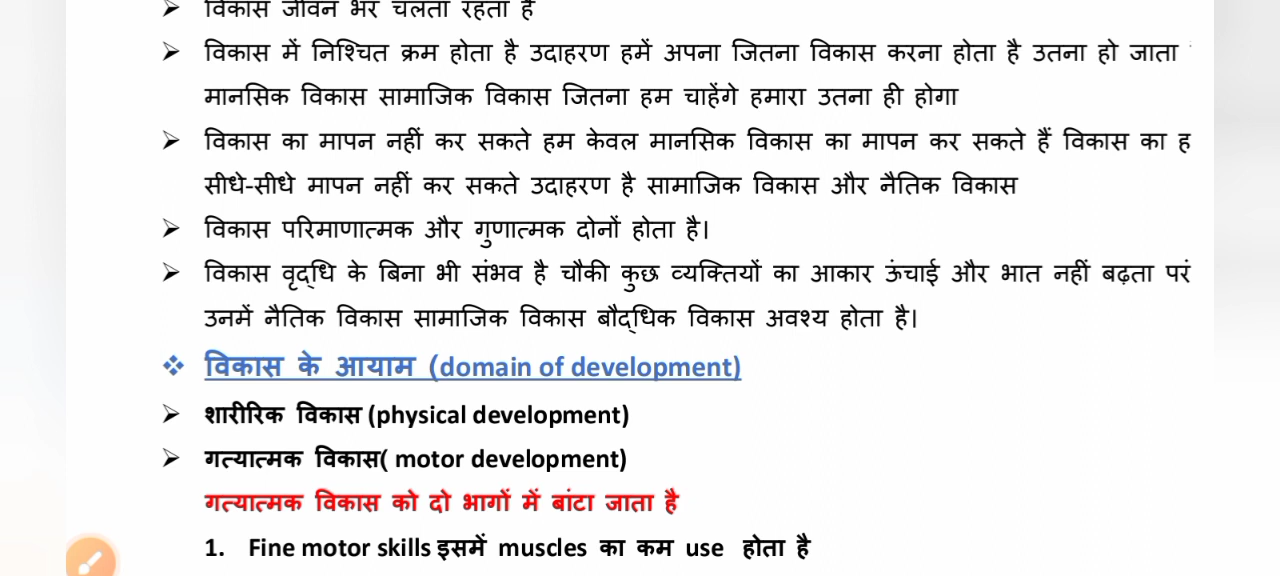 विकास जीवन भर चलता रहता है
विकास में निश्चित क्रम होता है उदाहरण हमें अपना जितना विकास करना होता है उतना हो जाता
मानसिक विकास सामाजिक विकास जितना हम चाहेंगे हमारा उतना ही होगा
विकास का मापन नहीं कर सकते हम केवल मानसिक विकास का मापन कर सकते हैं विकास का ह
सीधे-सीधे मापन नहीं कर सकते उदाहरण है सामाजिक विकास और नैतिक विकास
विकास परिमाणात्मक और गुणात्मक दोनों होता है।
विकास वृद्धि के बिना भी संभव है चौकी कुछ व्यक्तियों का आकार ऊंचाई और भात नहीं बढ़ता परं
उनमें नैतिक विकास सामाजिक विकास बौद्धिक विकास अवश्य होता है।
विकास के आयाम (domain of development)
शारीरिक विकास (physical development)
गत्यात्मक विकास( motor development)
गत्यात्मक विकास को दो भागों में बांटा जाता है
1. Fine motor skills इसमें muscles का कम use होता है